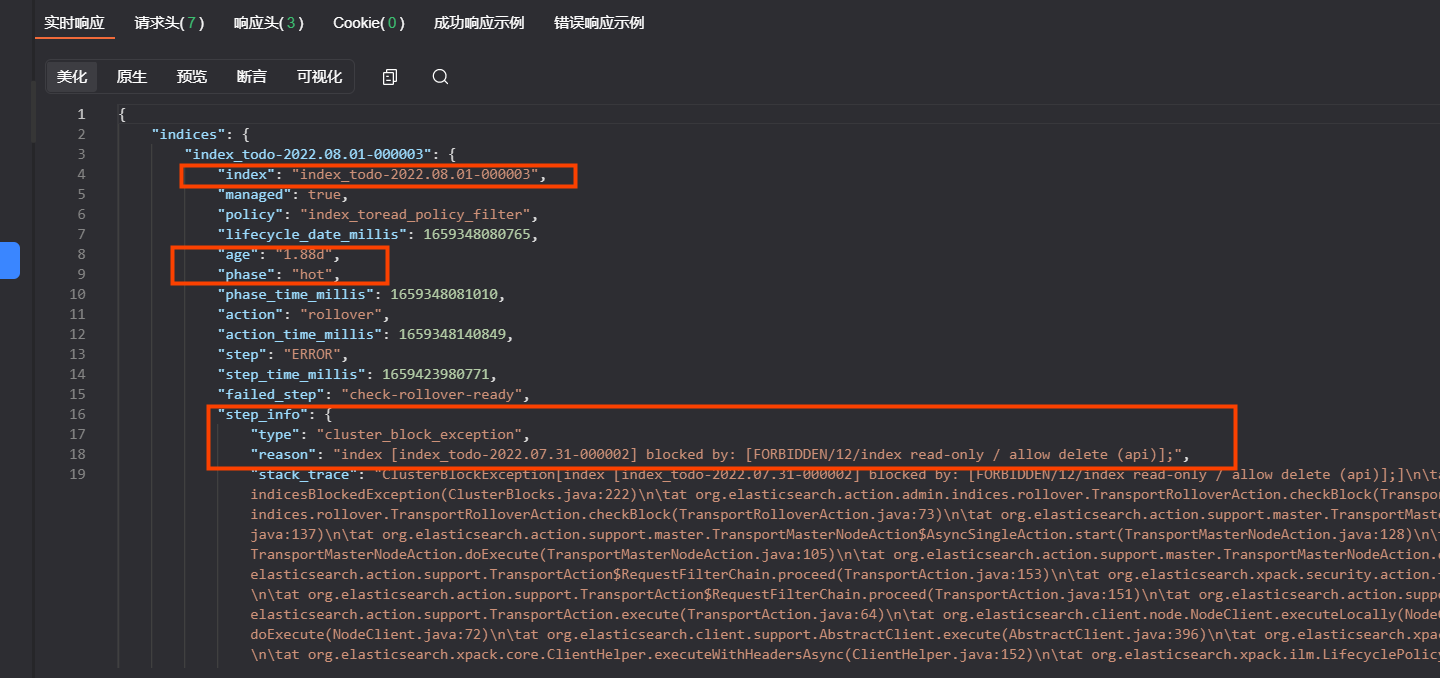 实时响应 请求头(7) 响应头(3) Cookie(0) 成功响应示例 错误响应示例
美化 原生 预览 断言 可视化
1 {
2 "indices": {
3 "index_todo-2022.08.01-000003": {
4 "index": "index_todo-2022.08.01-000003",
5 "managed": true,
6 "policy": "index_toread_policy_filter",
7 "lifecycle_date_millis": 1659348080765,
8 "age": "1.88d",
9 "phase": "hot",
10 "phase_time_millis": 1659348081010,
11 "action": "rollover",
12 "action_time_millis": 1659348140849,
13 "step": "ERROR",
14 "step_time_millis": 1659423980771,
15 "failed_step": "check-rollover-ready",
16 "step_info": {
17 "type": "cluster_block_exception",
18 "reason": "index [index_todo-2022.07.31-000002] blocked by: [FORBIDDEN/12/index read-only / allow delete (api)];",
19 "stack_trace": "ClusterBlockException[index [index_todo-2022.07.31-000002] blocked by: [FORBIDDEN/12/index read-only / allow delete (api)];]\n\ta
indicesBlockedException(ClusterBlocks.java:222)\n\tat org.elasticsearch.action.admin.indices.rollover.TransportRolloverAction.checkBlock(Transpor
indices.rollover.TransportRolloverAction.checkBlock(TransportRolloverAction.java:73)\n\tat org.elasticsearch.action.support.master.TransportMast
java:137)\n\tat org.elasticsearch.action.support.master.TransportMasterNodeAction$AsyncSingleAction.start(TransportMasterNodeAction.java:128)\n\t
TransportMasterNodeAction.doExecute(TransportMasterNodeAction.java:105)\n\tat org.elasticsearch.action.support.master.TransportMasterNodeAction.
elasticsearch.action.support.TransportAction$RequestFilterChain.proceed(TransportAction.java:153)\n\tat org.elasticsearch.xpack.security.action.
\n\tat org.elasticsearch.action.support.TransportAction$RequestFilterChain.proceed(TransportAction.java:151)\n\tat org.elasticsearch.action.suppo
elasticsearch.action.support.TransportAction.execute(TransportAction.java:64)\n\tat org.elasticsearch.client.node.NodeClient.executeLocally(Node
doExecute(NodeClient.java:72)\n\tat org.elasticsearch.client.support.AbstractClient.execute(AbstractClient.java:396)\n\tat org.elasticsearch.xpac
\n\tat org.elasticsearch.xpack.core.ClientHelper.executeWithHeadersAsync(ClientHelper.java:152)\n\tat org.elasticsearch.xpack.ilm.LifecyclePolicy